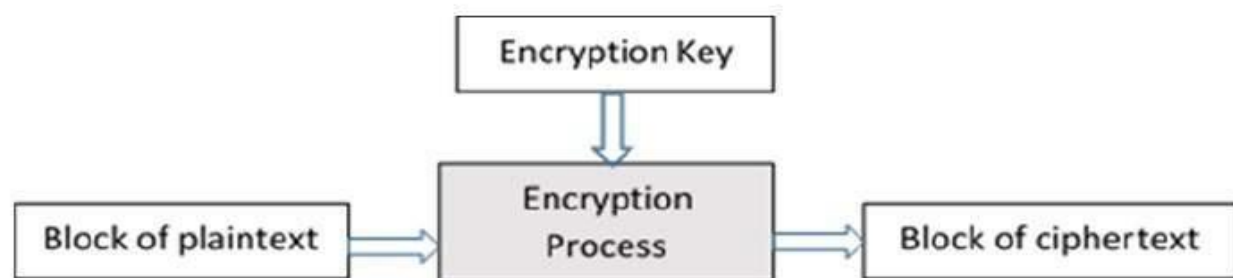 Encryption Key
Block of plaintext
Encryption
Process
Block of ciphertext